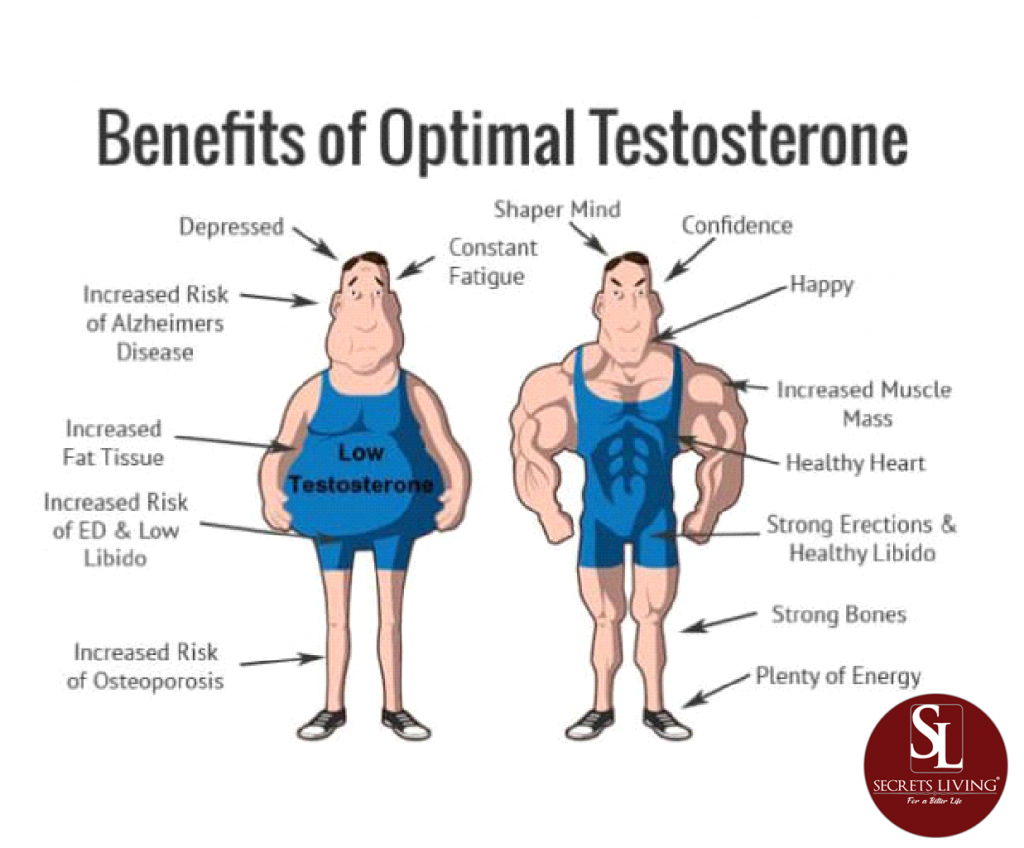 Benefits of Optimal Testosterone
Depressed
Constant
Fatigue
Increased Risk
of Alzheimers
Disease
Increased
Fat Tissue
Increased Risk
of ED & Low
Libido
Increased Risk
of Osteoporosis
Low
Testosterone
Shaper Mind
Confidence
Happy
Increased Muscle
Mass
Healthy Heart
Strong Erections &
Healthy Libido
Strong Bones
Plenty of Energy
SL
SECRETS LIVING®
For a Better Life